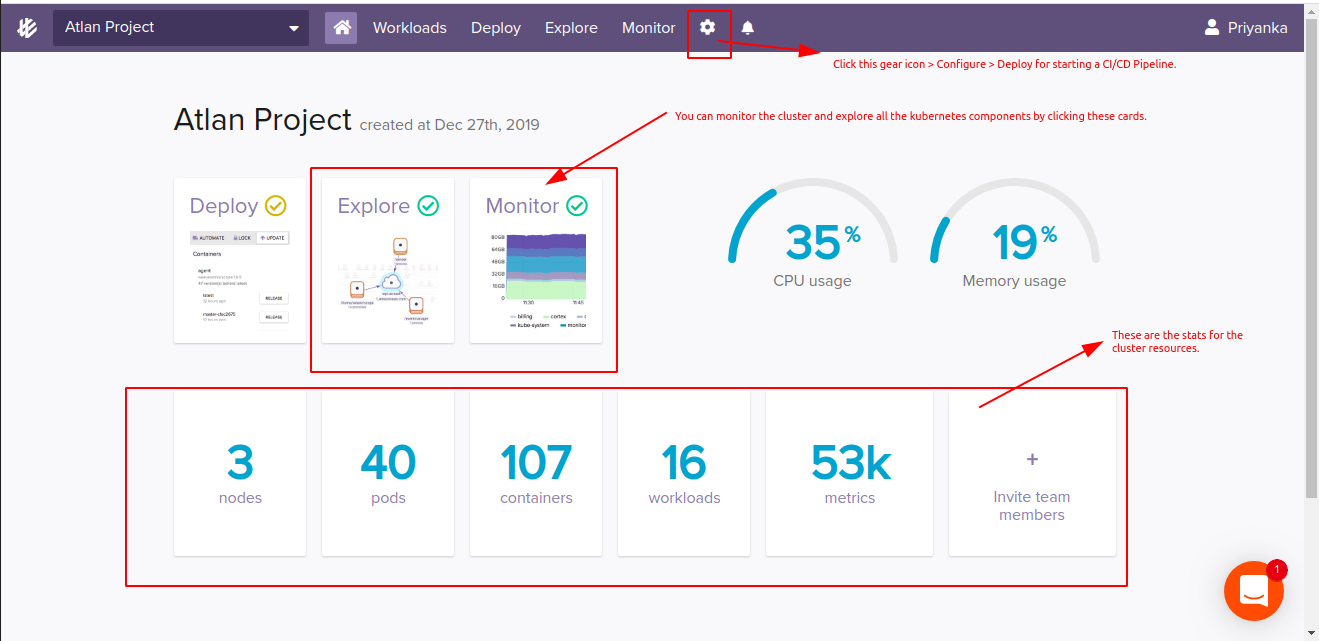 Atlan Project
Workloads
Deploy
Explore
Monitor
Priyanka
Click this gear icon > Configure > Deploy for starting a CI/CD Pipeline.
Atlan Project created at Dec 27th, 2019
You can monitor the cluster and explore all the kubernetes components by clicking these cards.
Deploy
AUTOMATE LOCK UPDATE
Containers
agent
latest
RELEASE
RELEASE
Explore
Monitor
80GB
64GB
48GB
32GB
16GB
0
11:30 11:45
billing cortex
kube-system monitor
35%
CPU usage
19%
Memory usage
These are the stats for the
cluster resources.
3
nodes
40
pods
107
containers
16
workloads
53k
metrics
+
Invite team
members
1